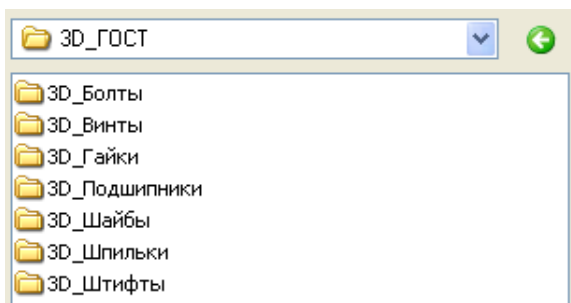 3D_ГОСТ
3D_Болты
3D_Винты
3D_Гайки
3D_Подшипники
3D_Шайбы
3D_Шпильки
3D_Штифты